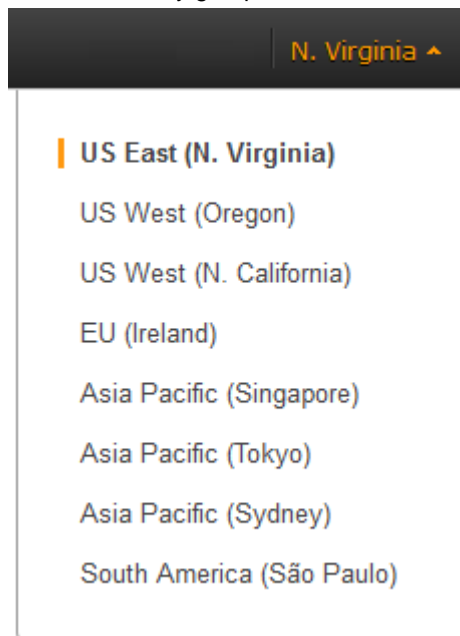 N. Virginia
US East (N. Virginia)
US West (Oregon)
US West (N. California)
EU (Ireland)
Asia Pacific (Singapore)
Asia Pacific (Tokyo)
Asia Pacific (Sydney)
South America (São Paulo)